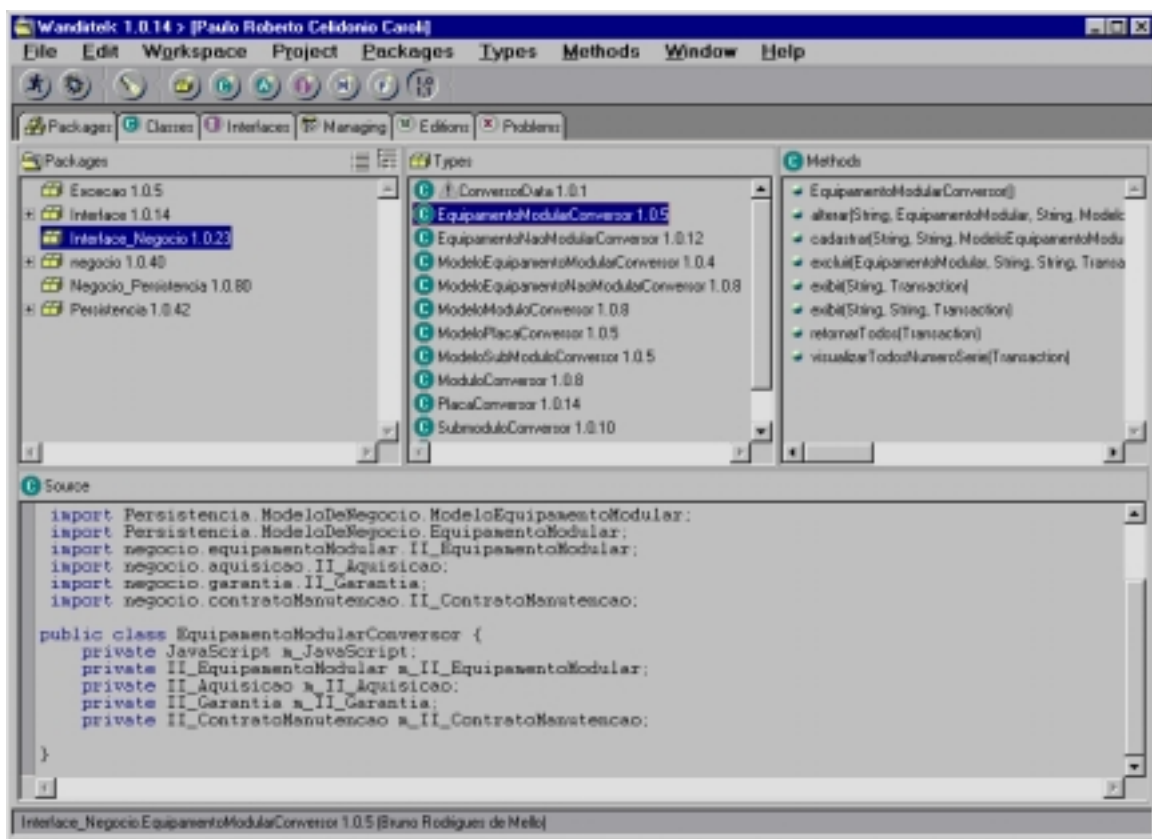 Wanditek 1.0.14 > [Paulo Roberto Celidonio Caroli]
File Edit Workspace Project Packages Types Methods Window Help
Packages Classes Interfaces Managing Editions Problems
Packages
Excecao 1.0.5
Interface 1.0.14
Interface_Negocio 1.0.23
negocio 1.0.40
Negocio_Persistencia 1.0.80
Persistencia 1.0.42
Types
ConversorData 1.0.1
EquipamentoModularConversor 1.0.5
EquipamentoNaoModularConversor 1.0.12
ModeloEquipamentoModularConversor 1.0.4
ModeloEquipamentoNaoModularConversor 1.0.8
ModeloModuloConversor 1.0.8
ModeloPlacaConversor 1.0.5
ModeloSubModuloConversor 1.0.5
ModuloConversor 1.0.8
PlacaConversor 1.0.14
SubmoduloConversor 1.0.10
Methods
EquipamentoModularConversor()
alterar(String, EquipamentoModular, String, Modelo
cadastrar(String, String, ModeloEquipamentoModu
excluir(EquipamentoModular, String, String, Transa
exibir(String, Transaction)
exibir(String, String, Transaction)
retornarTodos(Transaction)
visualizarTodosNumeroSerie(Transaction)
Source
import Persistencia.ModeloDeNegocio.ModeloEquipamentoModular;
import Persistencia.ModeloDeNegocio.EquipamentoModular;
import negocio.equipamentoModular.II_EquipamentoModular;
import negocio.aquisicao.II_Aquisicao;
import negocio.garantia.II_Garantia;
import negocio.contratoManutencao.II_ContratoManutencao;
public class EquipamentoModularConversor {
private JavaScript m_JavaScript;
private II_EquipamentoModular m_II_EquipamentoModular;
private II_Aquisicao m_II_Aquisicao;
private II_Garantia m_II_Garantia;
private II_ContratoManutencao m_II_ContratoManutencao;
}
Interface_Negocio.EquipamentoModularConversor 1.0.5 [Bruno Rodrigues de Mello]